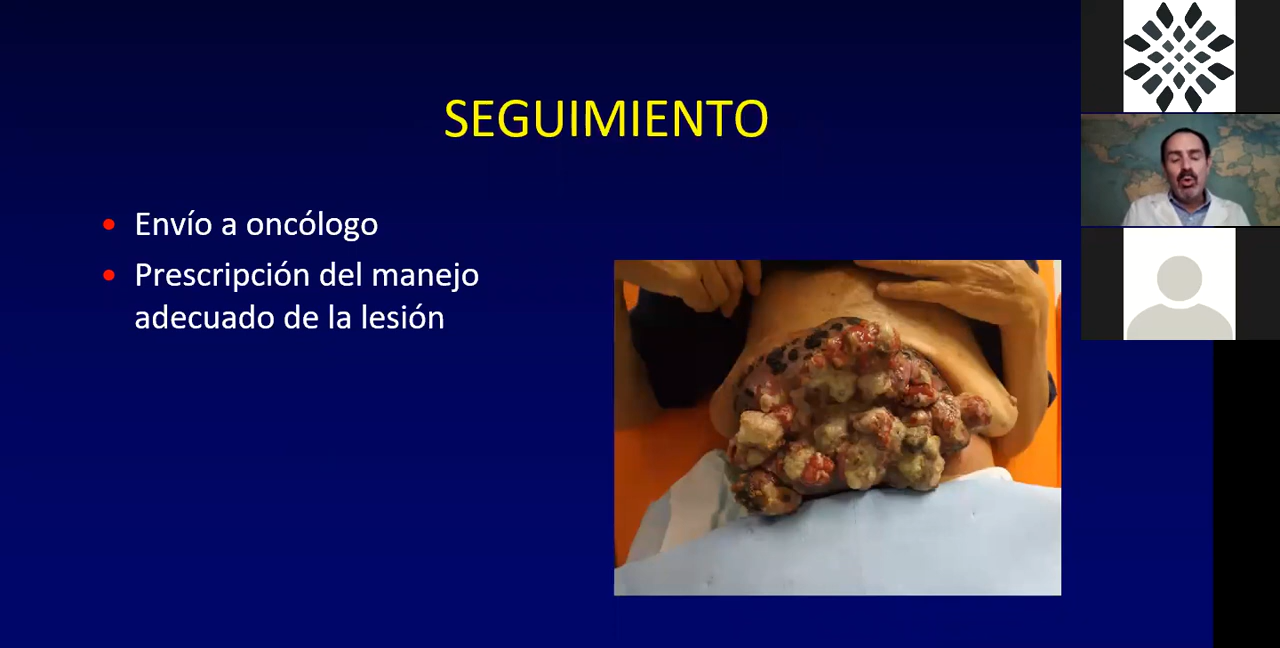 SEGUIMIENTO
Envío a oncólogo
Prescripción del manejo
adecuado de la lesión